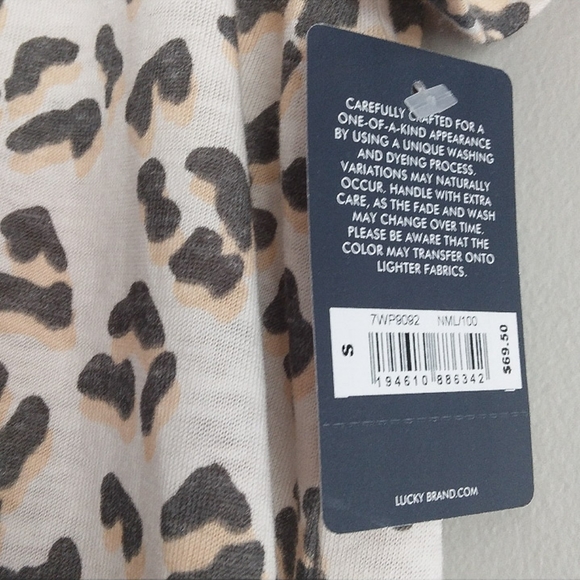 CAREFULLY CRAFTED FOR A
ONE-OF-A-KIND APPEARANCE
BY USING A UNIQUE WASHING
AND DYEING PROCESS.
VARIATIONS MAY NATURALLY
OCCUR. HANDLE WITH EXTRA
CARE, AS THE FADE AND WASH
MAY CHANGE OVER TIME.
PLEASE BE AWARE THAT THE
COLOR MAY TRANSFER ONTO
LIGHTER FABRICS.
7WP9092 NML/100
S
$69.50
194610 886342
LUCKY BRAND.COM